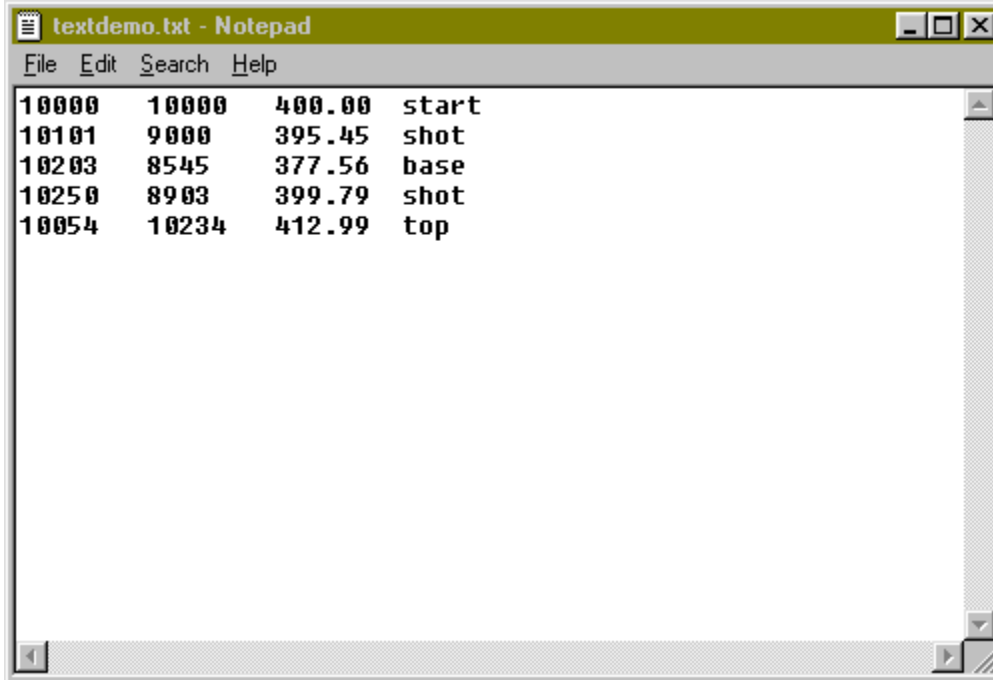 textdemo.txt - Notepad
File Edit Search Help
10000 10000 400.00 start
10101 9000 395.45 shot
10203 8545 377.56 base
10250 8903 399.79 shot
10054 10234 412.99 top